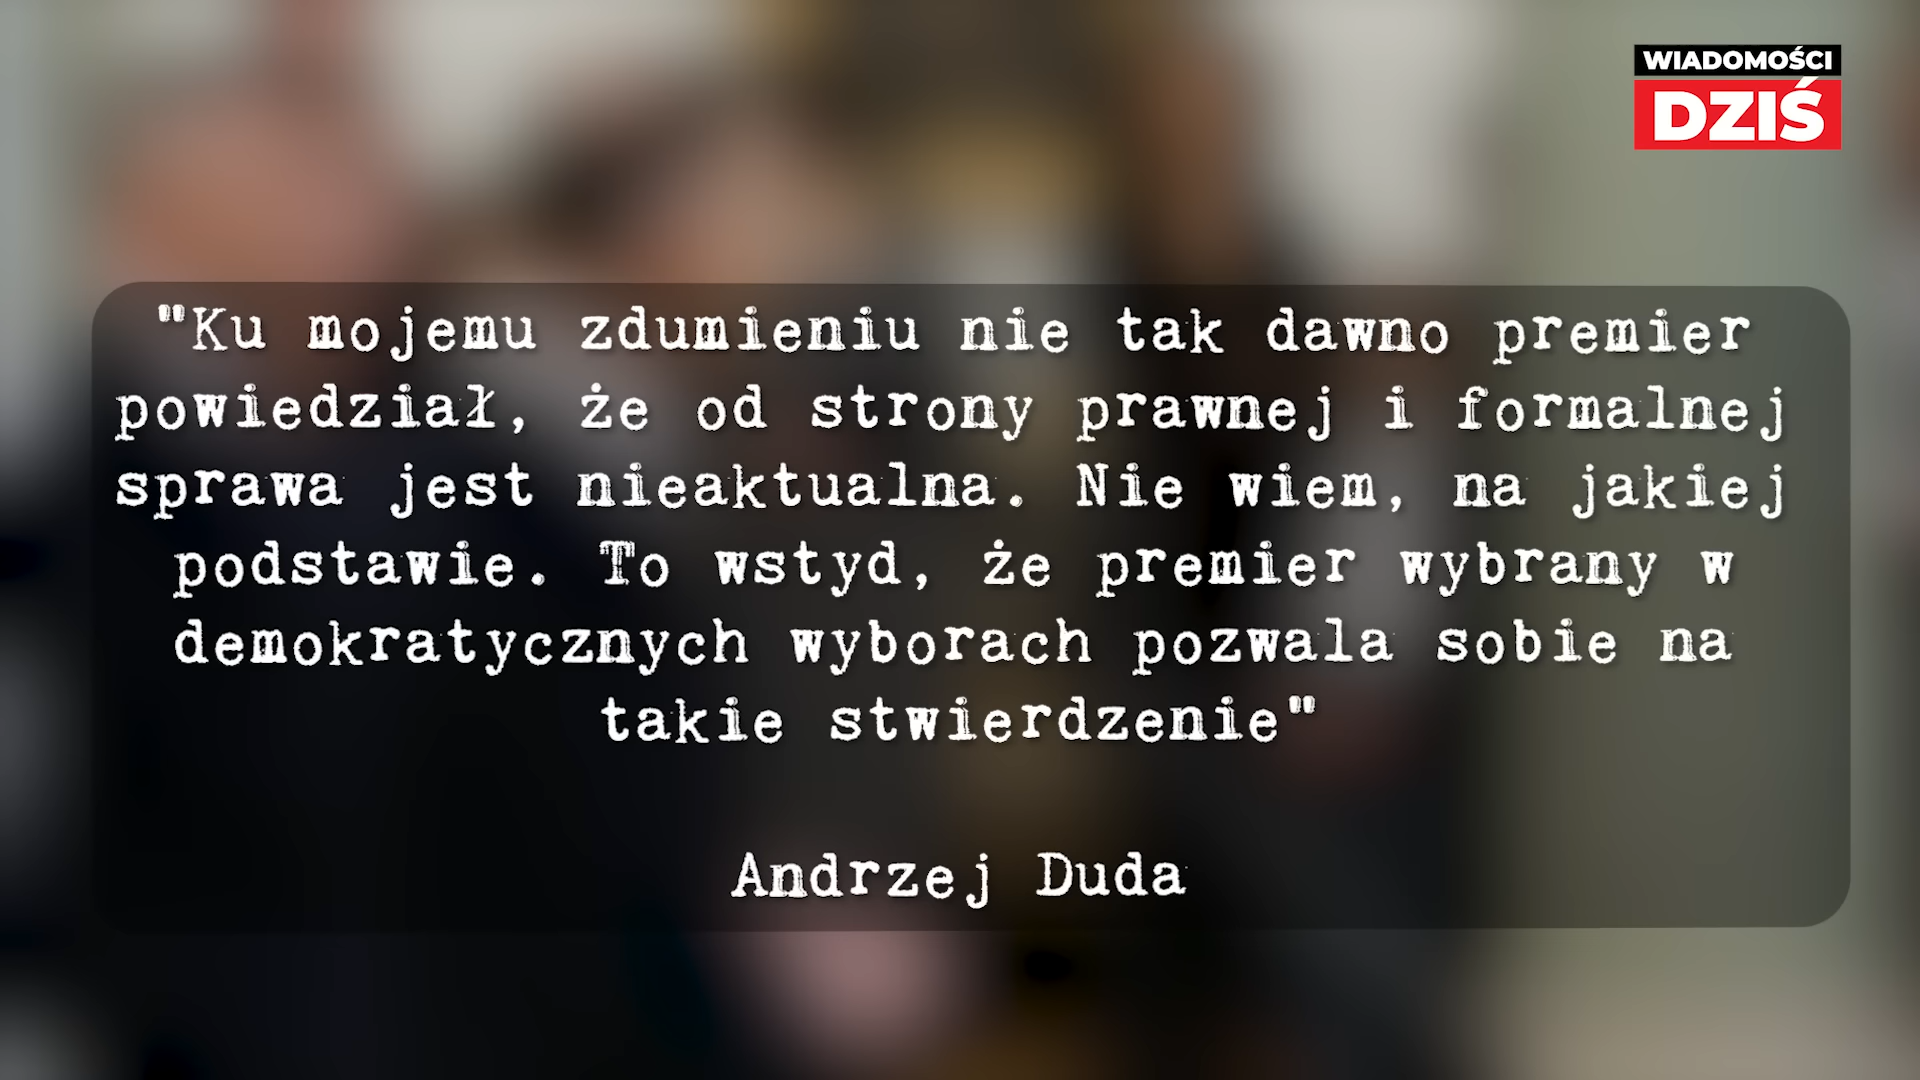 WIADOMOŚCI
DZIŚ
"Ku mojemu zdumieniu nie tak dawno premier
powiedział, że od strony prawnej i formalnej
sprawa jest nieaktualna. Nie wiem, na jakiej
podstawie. To wstyd, że premier wybrany w
demokratycznych wyborach pozwala sobie na
takie stwierdzenie"
Andrzej Duda